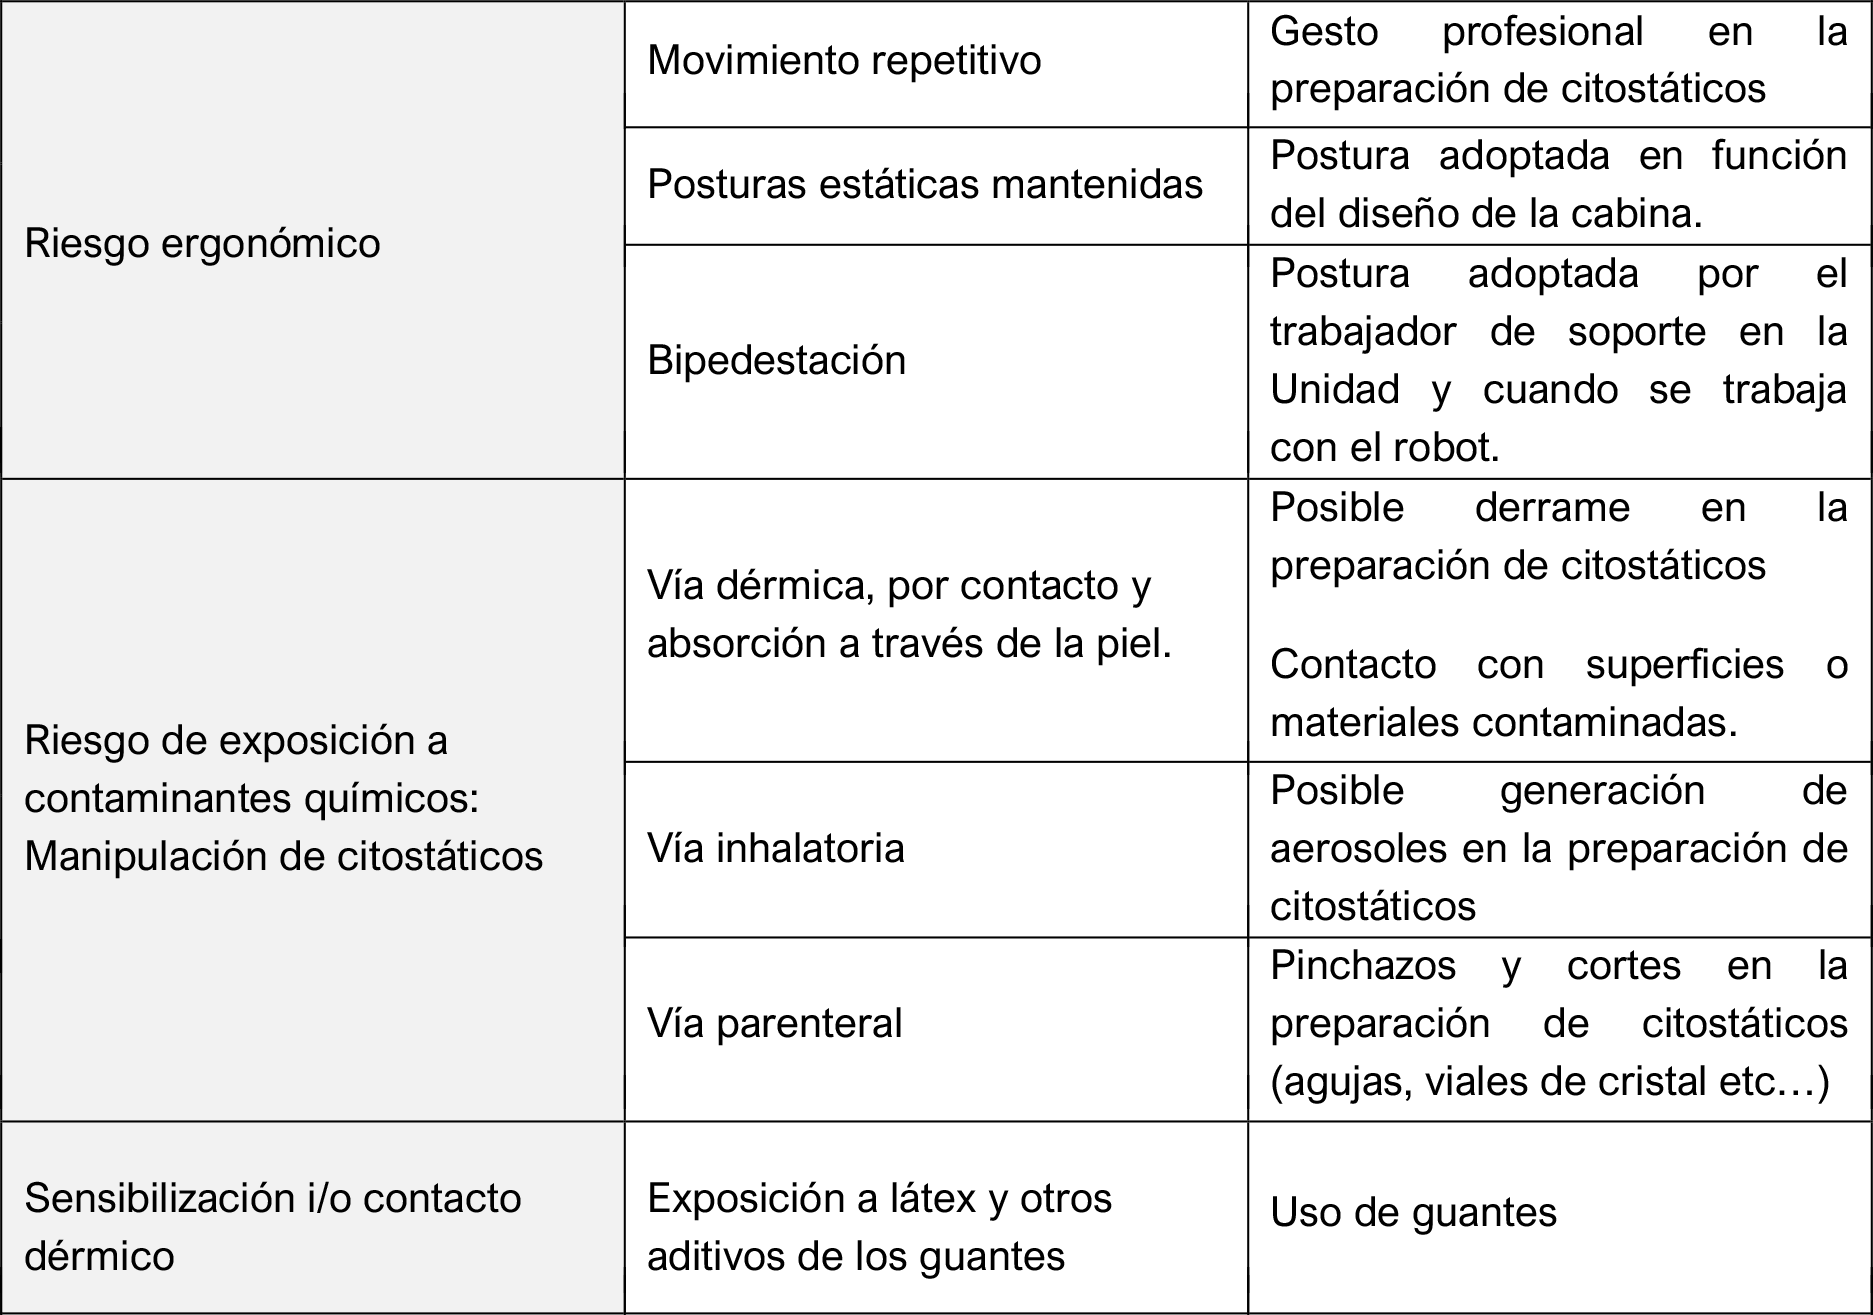 Riesgo ergonómico
Movimiento repetitivo
Gesto profesional en la
preparación de citostáticos
Posturas estáticas mantenidas
Postura adoptada en función
del diseño de la cabina.
Bipedestación
Postura adoptada por el
trabajador de soporte en la
Unidad y cuando se trabaja
con el robot.
Riesgo de exposición a
contaminantes químicos:
Manipulación de citostáticos
Vía dérmica, por contacto y
absorción a través de la piel.
Posible derrame en la
preparación de citostáticos
Contacto con superficies o
materiales contaminadas.
Vía inhalatoria
Posible generación de
aerosoles en la preparación de
citostáticos
Vía parenteral
Pinchazos y cortes en la
preparación de citostáticos
(agujas, viales de cristal etc…)
Sensibilización i/o contacto
dérmico
Exposición a látex y otros
aditivos de los guantes
Uso de guantes